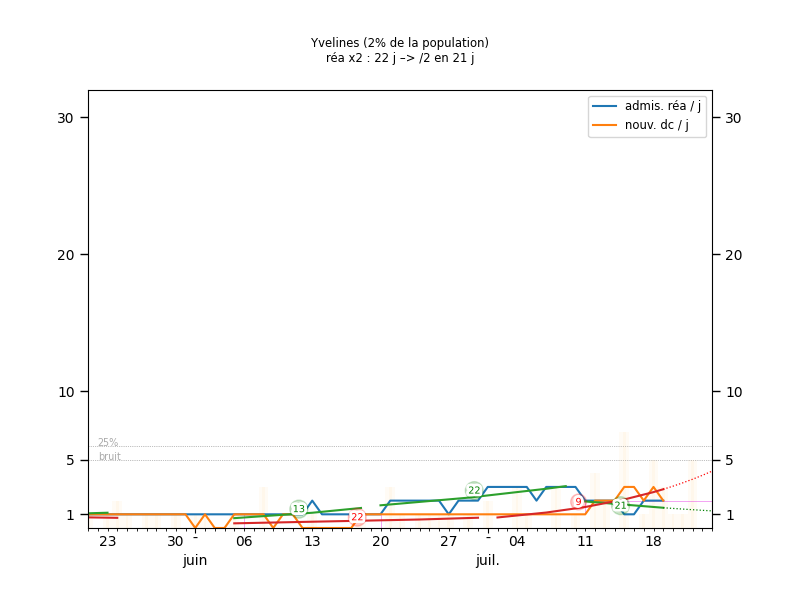 Yvelines (2% de la population)
réa x2 : 22 j –> /2 en 21 j
admis. réa / j
nouv. dc / j
30 30
20 20
10 10
25%
bruit
5 5
1 1
13
22
22
9
21
23 30 - 06 13 20 27 - 04 11 18
juin juil.